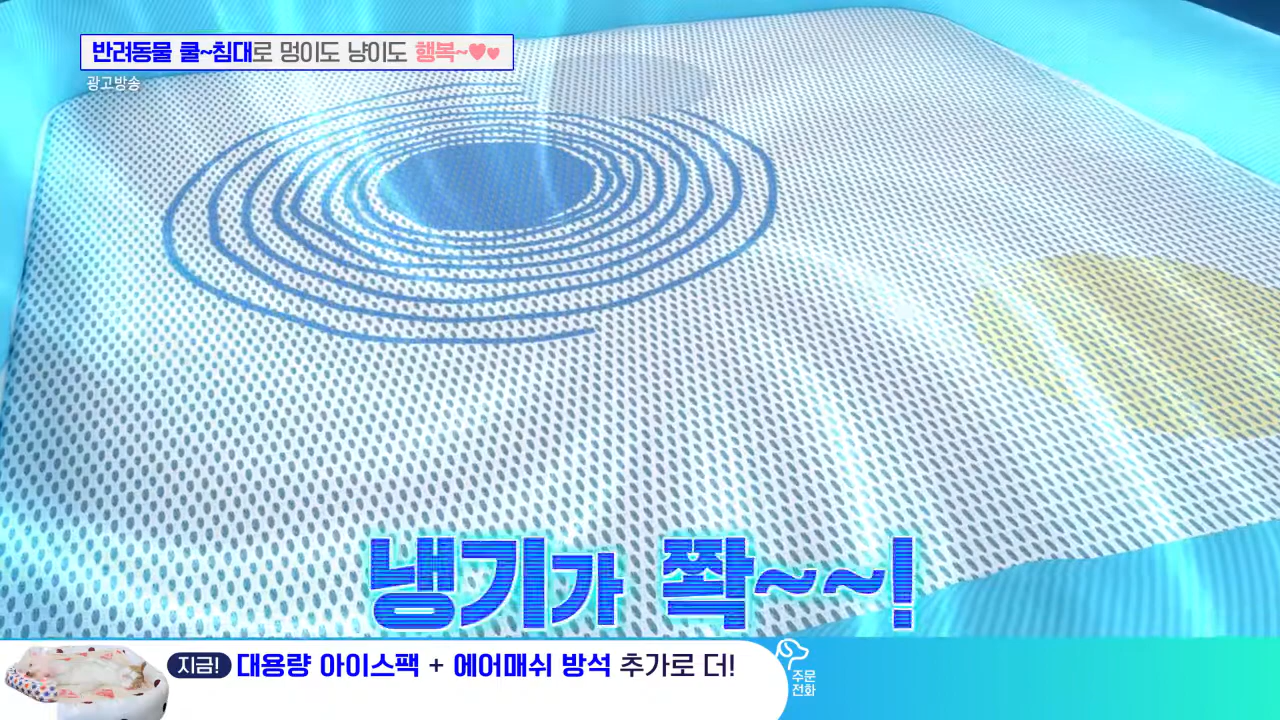 반려동물 쿨~침대로 멍이도 냥이도 행복~♥♥
광고방송
냉기가 쫙~~!
지금! 대용량 아이스팩 + 에어매쉬 방석 추가로 더!
주문
전화